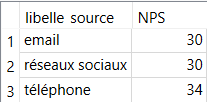 libelle source NPS
1 email 30
2 réseaux sociaux 30
3 téléphone 34